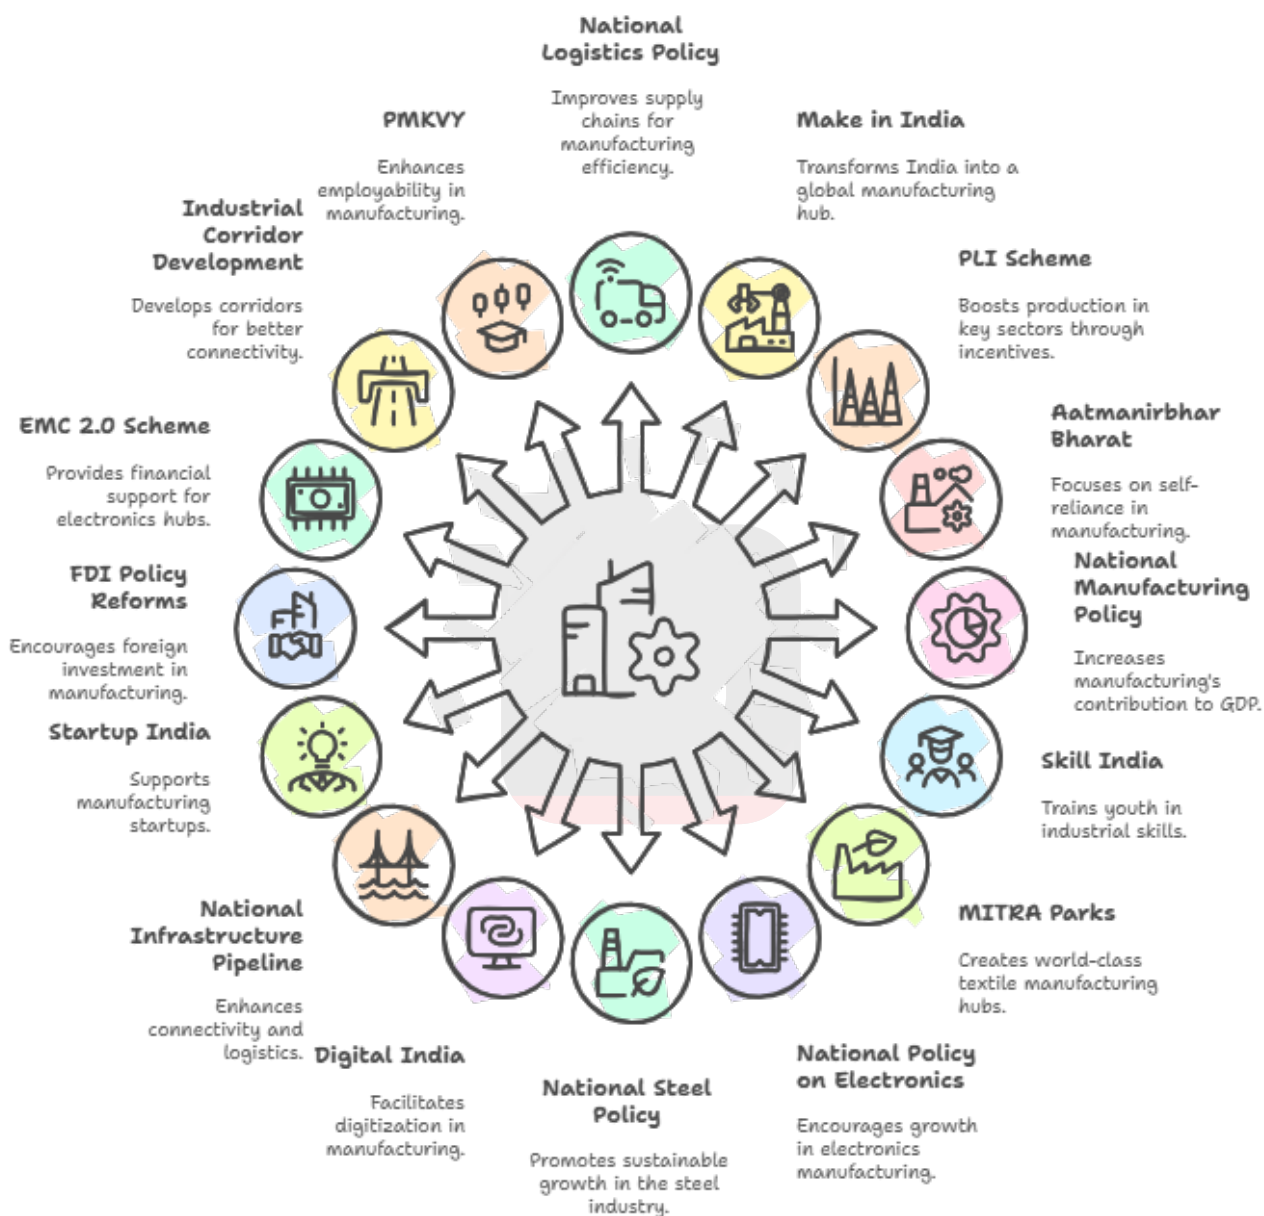 National
Logistics Policy
Improves supply
chains for
manufacturing
efficiency.
Make in India
Transforms India into a
global manufacturing
hub.
PLI Scheme
Boosts production in
key sectors through
incentives.
Aatmanirbhar
Bharat
Focuses on self-
reliance in
manufacturing.
National
Manufacturing
Policy
Increases
manufacturing's
contribution to GDP.
Skill India
Trains youth in
industrial skills.
MITRA Parks
Creates world-class
textile manufacturing
hubs.
National Policy
on Electronics
Encourages growth
in electronics
manufacturing.
National Steel
Policy
Promotes sustainable
growth in the steel
industry.
Digital India
Facilitates
digitization in
manufacturing.
National
Infrastructure
Pipeline
Enhances
connectivity and
logistics.
Startup India
Supports
manufacturing
startups.
FDI Policy
Reforms
Encourages foreign
investment in
manufacturing.
EMC 2.0 Scheme
Provides financial
support for
electronics hubs.
Industrial
Corridor
Development
Develops corridors
for better
connectivity.
PMKVY
Enhances
employability in
manufacturing.